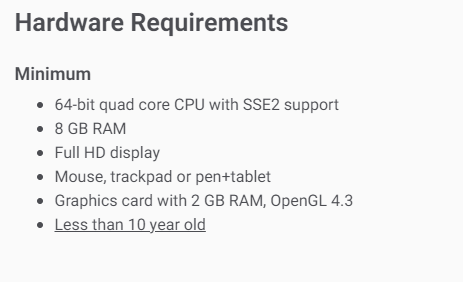 Hardware Requirements
Minimum
64-bit quad core CPU with SSE2 support
8 GB RAM
Full HD display
Mouse, trackpad or pen+tablet
Graphics card with 2 GB RAM, OpenGL 4.3
Less than 10 year old